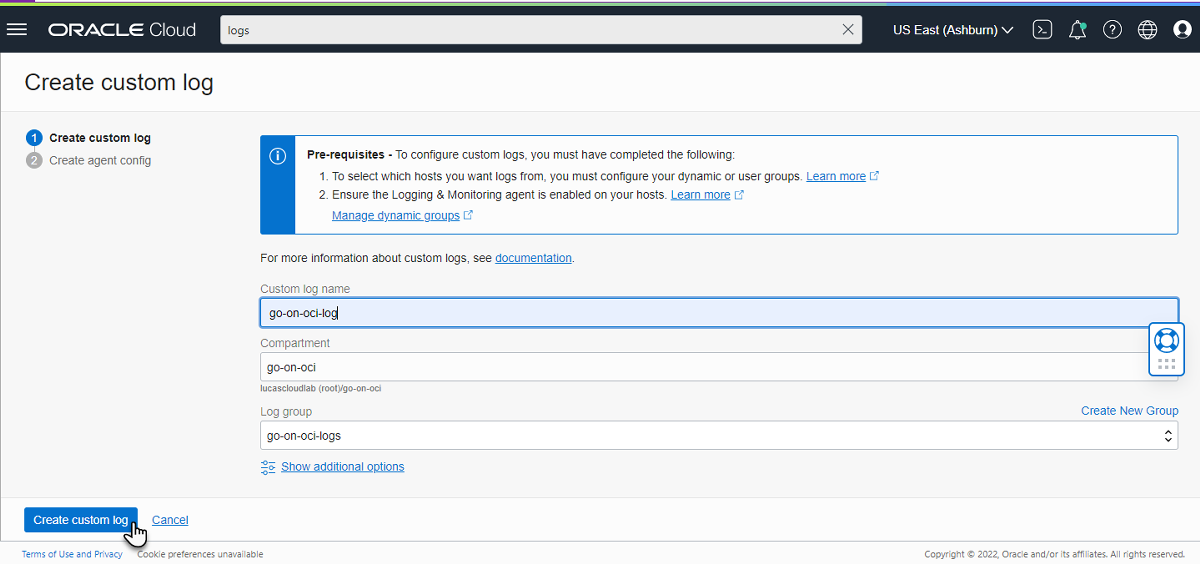 ORACLE Cloud
logs
US East (Ashburn)
Create custom log
1 Create custom log
2 Create agent config
Pre-requisites - To configure custom logs, you must have completed the following:
1. To select which hosts you want logs from, you must configure your dynamic or user groups. Learn more
2. Ensure the Logging & Monitoring agent is enabled on your hosts. Learn more
Manage dynamic groups
For more information about custom logs, see documentation.
Custom log name
go-on-oci-log
Compartment
go-on-oci
lucascloudlab (root)/go-on-oci
Log group
Create New Group
go-on-oci-logs
Show additional options
Create custom log
Cancel
Terms of Use and Privacy
Cookie preferences unavailable
Copyright © 2022, Oracle and/or its affiliates. All rights reserved.